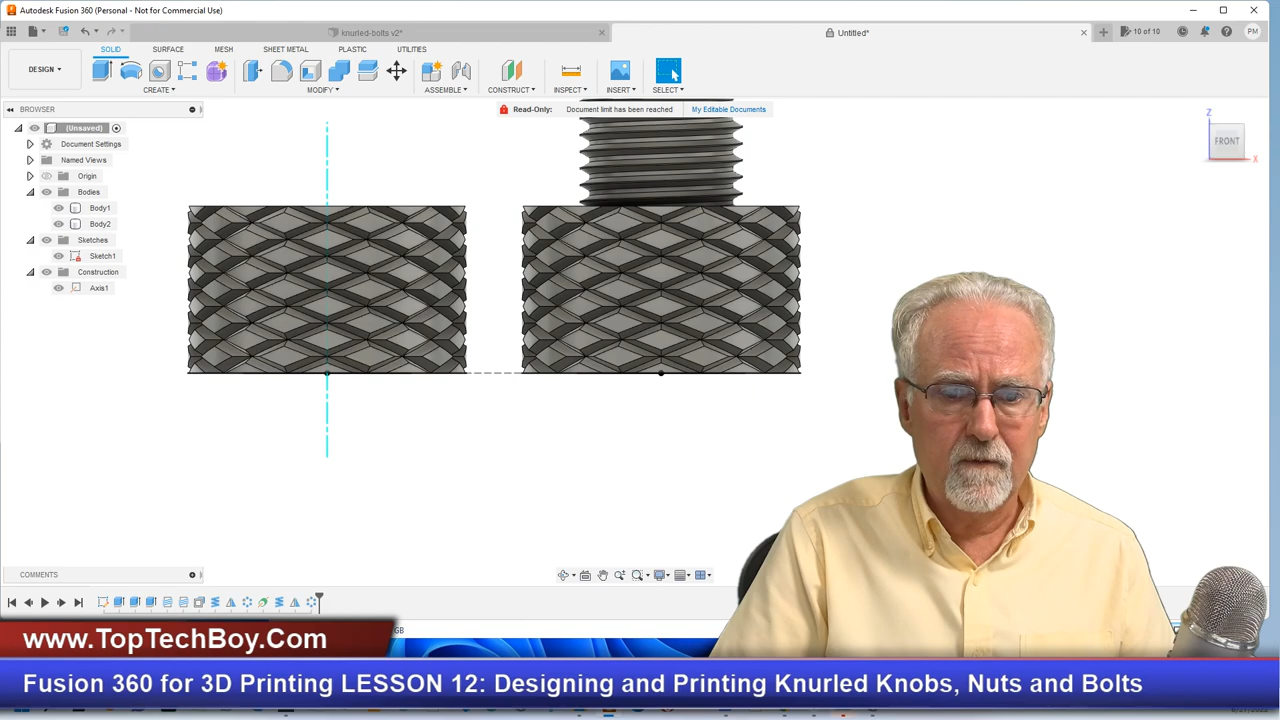 Autodesk Fusion 360 (Personal - Not for Commercial Use)
knurled-bolts v2*
Untitled*
10 of 10
PM
DESIGN
SOLID
SURFACE
MESH
SHEET METAL
PLASTIC
UTILITIES
CREATE
MODIFY
ASSEMBLE
CONSTRUCT
INSPECT
INSERT
SELECT
BROWSER
Read-Only: Document limit has been reached My Editable Documents
(Unsaved)
Document Settings
Named Views
Origin
Bodies
Body1
Body2
Sketches
Sketch1
Construction
Axis1
Z
FRONT
X
COMMENTS
GB
www.TopTechBoy.Com
Fusion 360 for 3D Printing LESSON 12: Designing and Printing Knurled Knobs, Nuts and Bolts